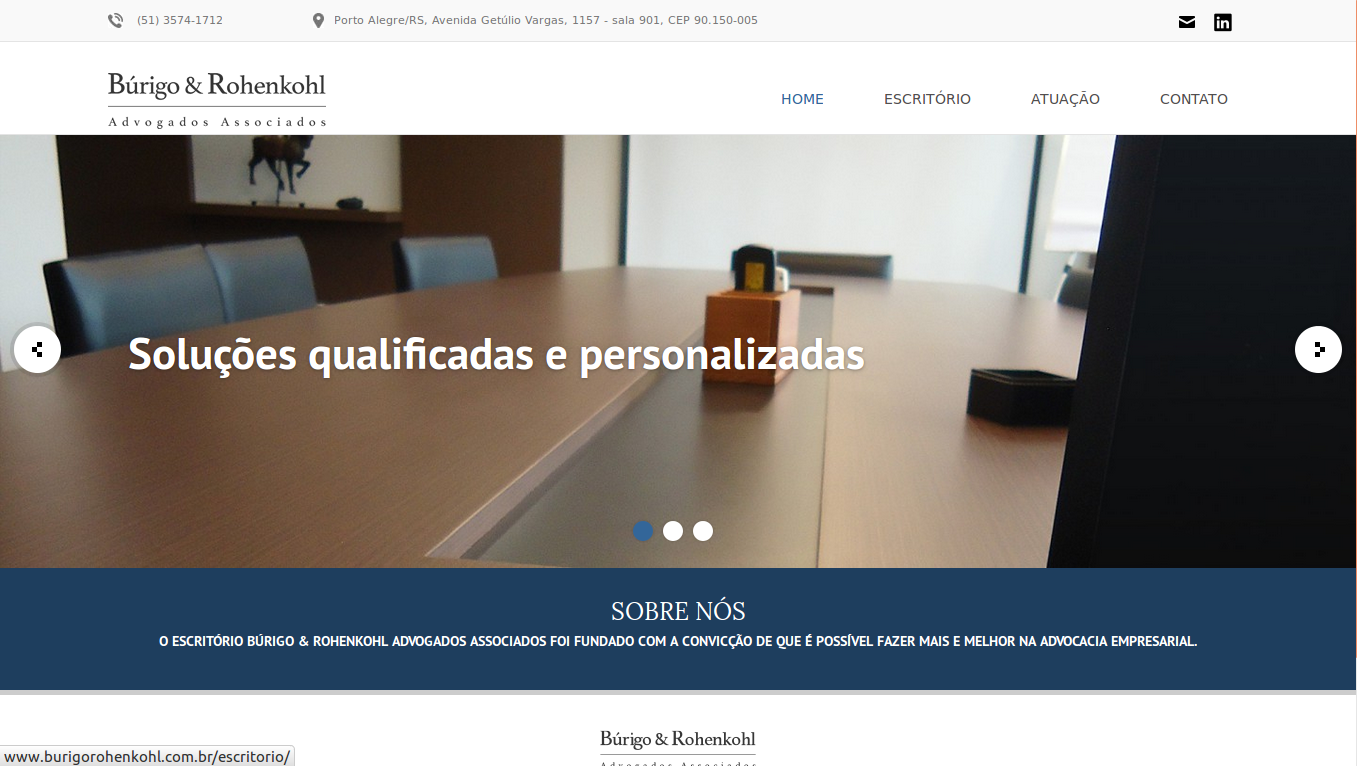 (51) 3574-1712
Porto Alegre/RS, Avenida Getúlio Vargas, 1157 - sala 901, CEP 90.150-005
Búrigo & Rohenkohl
Advogados Associados
HOME
ESCRITÓRIO
ATUAÇÃO
CONTATO
Soluções qualificadas e personalizadas
SOBRE NÓS
O ESCRITÓRIO BÚRIGO & ROHENKOHL ADVOGADOS ASSOCIADOS FOI FUNDADO COM A CONVICÇÃO DE QUE É POSSÍVEL FAZER MAIS E MELHOR NA ADVOCACIA EMPRESARIAL.
Búrigo & Rohenkohl
Advogados Associados
www.burigorohenkohl.com.br/escritorio/